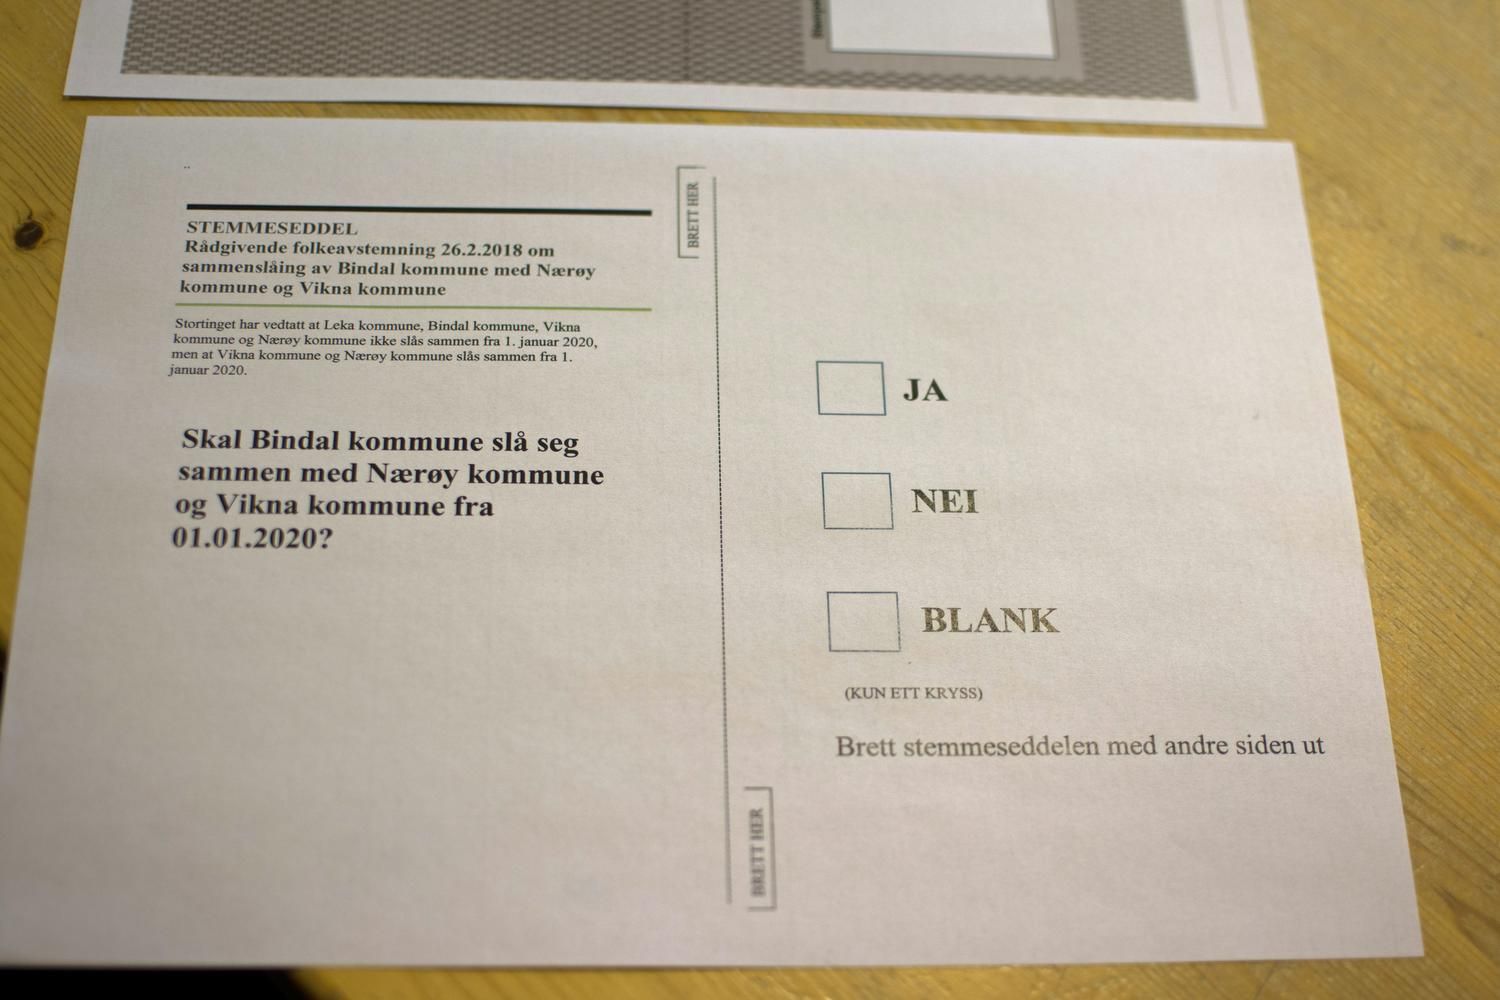 STEMMESEDDEL
Rådgivende folkeavstemning 26.2.2018 om
sammenslåing av Bindal kommune med Nærøy
kommune og Vikna kommune
Stortinget har vedtatt at Leka kommune, Bindal kommune, Vikna
kommune og Nærøy kommune ikke slås sammen fra 1. januar 2020,
men at Vikna kommune og Nærøy kommune slås sammen fra 1.
januar 2020.
Skal Bindal kommune slå seg
sammen med Nærøy kommune
og Vikna kommune fra
01.01.2020?
BRETT HER
JA
NEI
BLANK
(KUN ETT KRYSS)
Brett stemmeseddelen med andre siden ut
BRETT HER